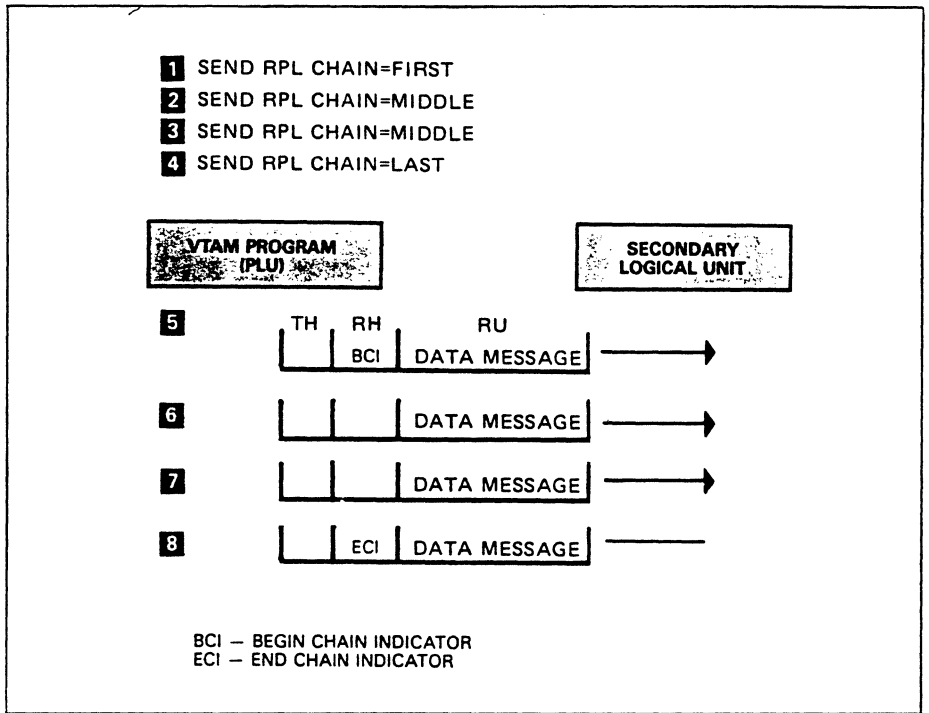 1 SEND RPL CHAIN=FIRST
2 SEND RPL CHAIN=MIDDLE
3 SEND RPL CHAIN=MIDDLE
4 SEND RPL CHAIN=LAST
VTAM PROGRAM (PLU)
SECONDARY LOGICAL UNIT
5 TH RH RU
BCI DATA MESSAGE
6 DATA MESSAGE
7 DATA MESSAGE
8 ECI DATA MESSAGE
BCI — BEGIN CHAIN INDICATOR
ECI — END CHAIN INDICATOR